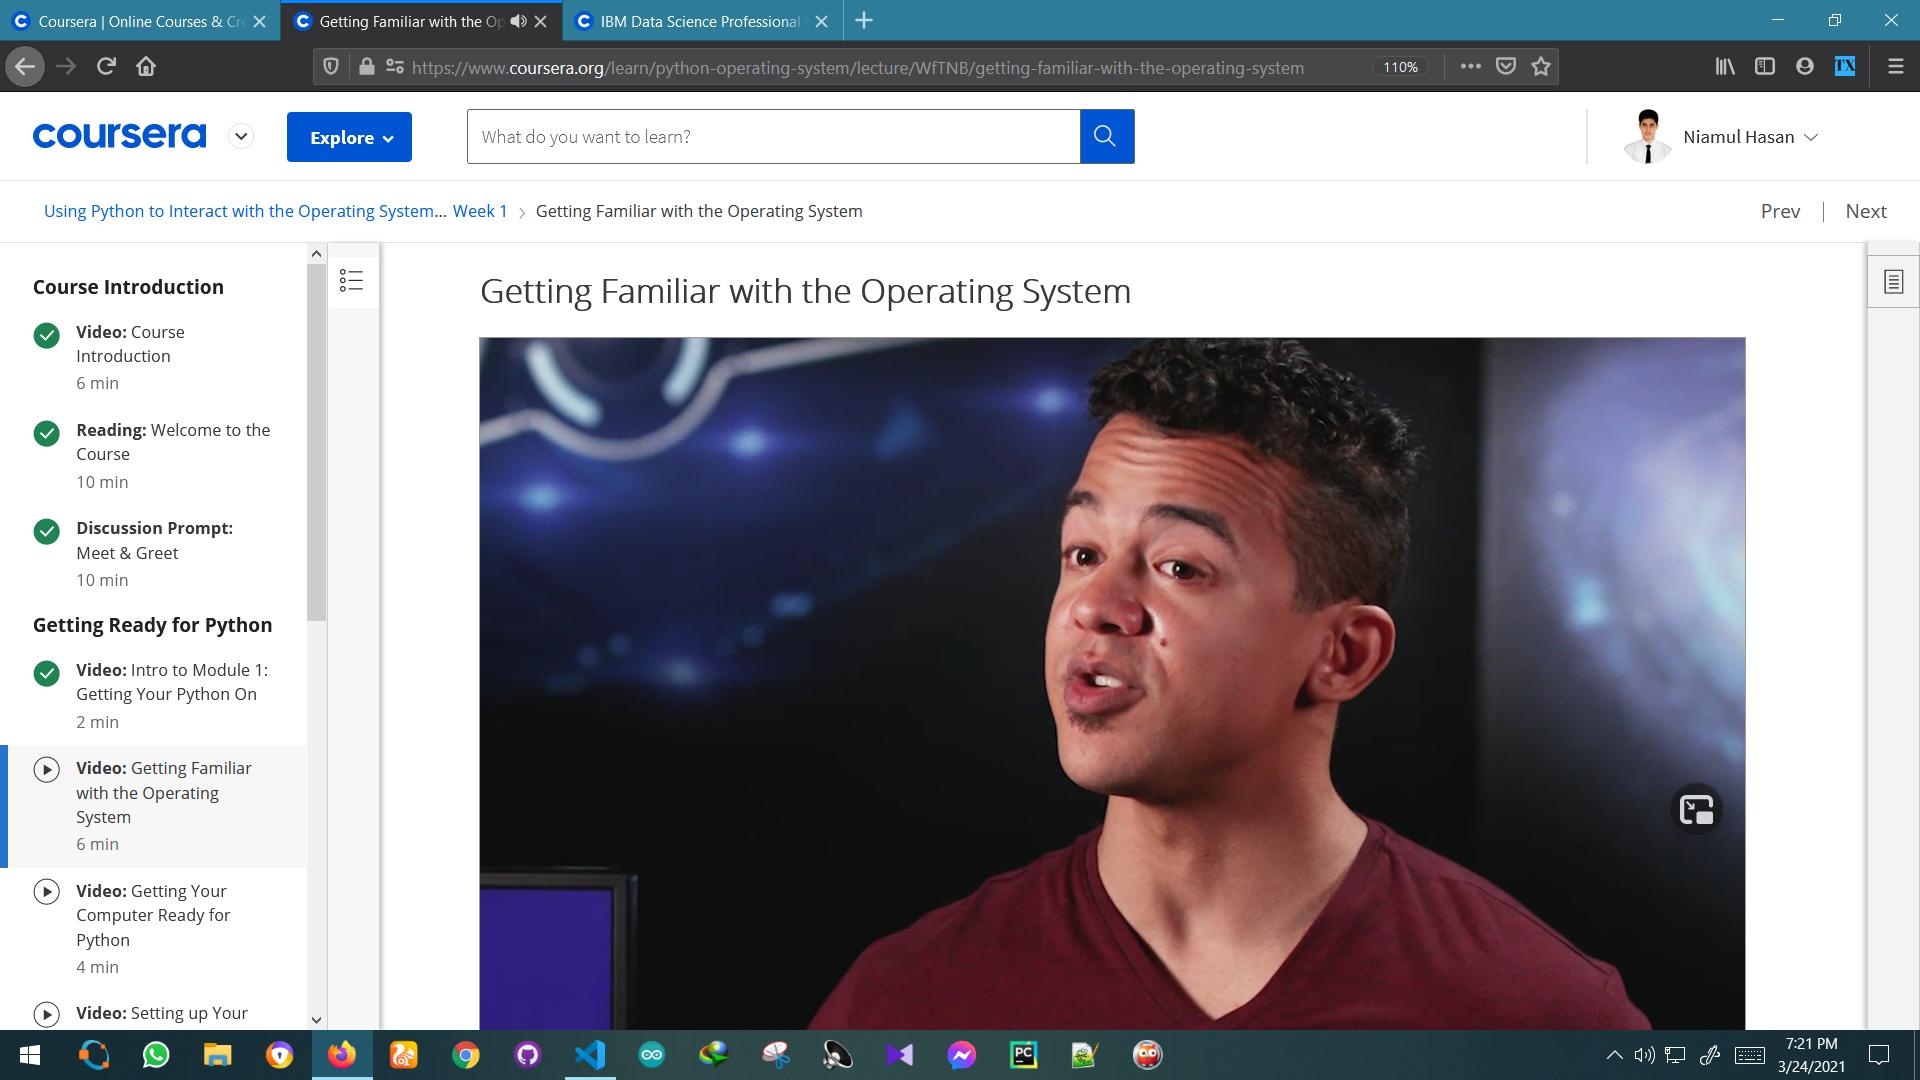 Coursera | Online Courses & Cre
Getting Familiar with the Op
IBM Data Science Professional
https://www.coursera.org/learn/python-operating-system/lecture/WfTNB/getting-familiar-with-the-operating-system
110%
TX
coursera
Explore
What do you want to learn?
Niamul Hasan
Using Python to Interact with the Operating System... Week 1 > Getting Familiar with the Operating System
Prev | Next
Course Introduction
Video: Course
Introduction
6 min
Reading: Welcome to the
Course
10 min
Discussion Prompt:
Meet & Greet
10 min
Getting Ready for Python
Video: Intro to Module 1:
Getting Your Python On
2 min
Video: Getting Familiar
with the Operating
System
6 min
Video: Getting Your
Computer Ready for
Python
4 min
Video: Setting up Your
Getting Familiar with the Operating System
PC
7:21 PM
3/24/2021